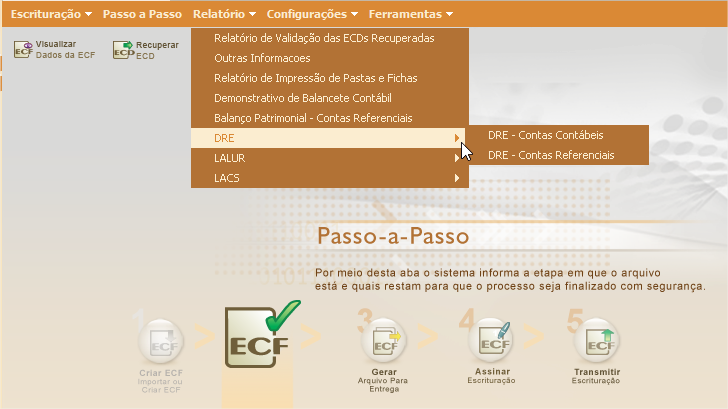 Escrituração Passo a Passo Relatório Configurações Ferramentas
Visualizar
Dados da ECF
Recuperar
ECD
Relatório de Validação das ECDs Recuperadas
Outras Informacoes
Relatório de Impressão de Pastas e Fichas
Demonstrativo de Balancete Contábil
Balanço Patrimonial - Contas Referenciais
DRE
LALUR
LACS
DRE - Contas Contábeis
DRE - Contas Referenciais
Passo-a-Passo
Por meio desta aba o sistema informa a etapa em que o arquivo
está e quais restam para que o processo seja finalizado com segurança.
1
ECF
Criar ECF
Importar ou
Criar ECF
ECF
3
ECF
Gerar
Arquivo Para
Entrega
4
ECF
Assinar
Escrituração
5
ECF
Transmitir
Escrituração